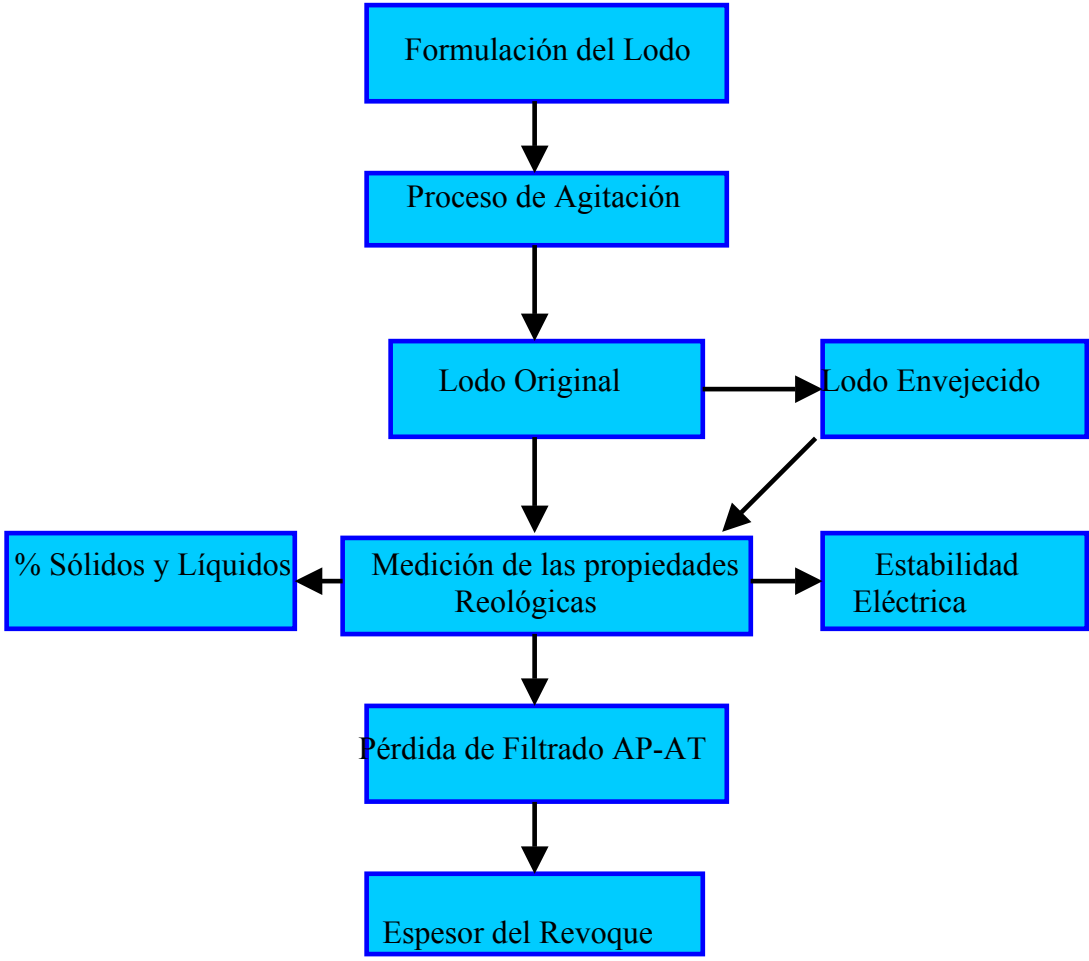 Formulación del Lodo
Proceso de Agitación
Lodo Original
Lodo Envejecido
% Sólidos y Líquidos
Medición de las propiedades
Reológicas
Estabilidad
Eléctrica
Pérdida de Filtrado AP-AT
Espesor del Revoque